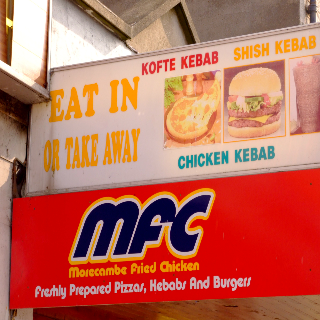 KOFTE KEBAB
SHISH KEBAB
EAT IN
OR TAKE AWAY
CHICKEN KEBAB
MFC
Morecambe Fried Chicken
Freshly Prepared Pizzas, Kebabs And Burgers